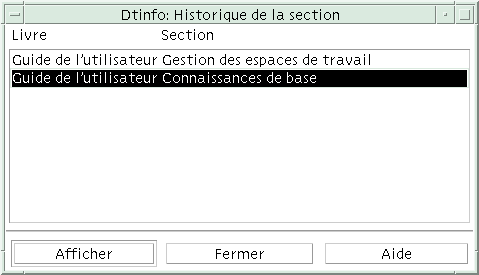 Dtinfo: Historique de la section
Livre Section
Guide de l'utilisateur Gestion des espaces de travail
Guide de l'utilisateur Connaissances de base
Afficher Fermer Aide